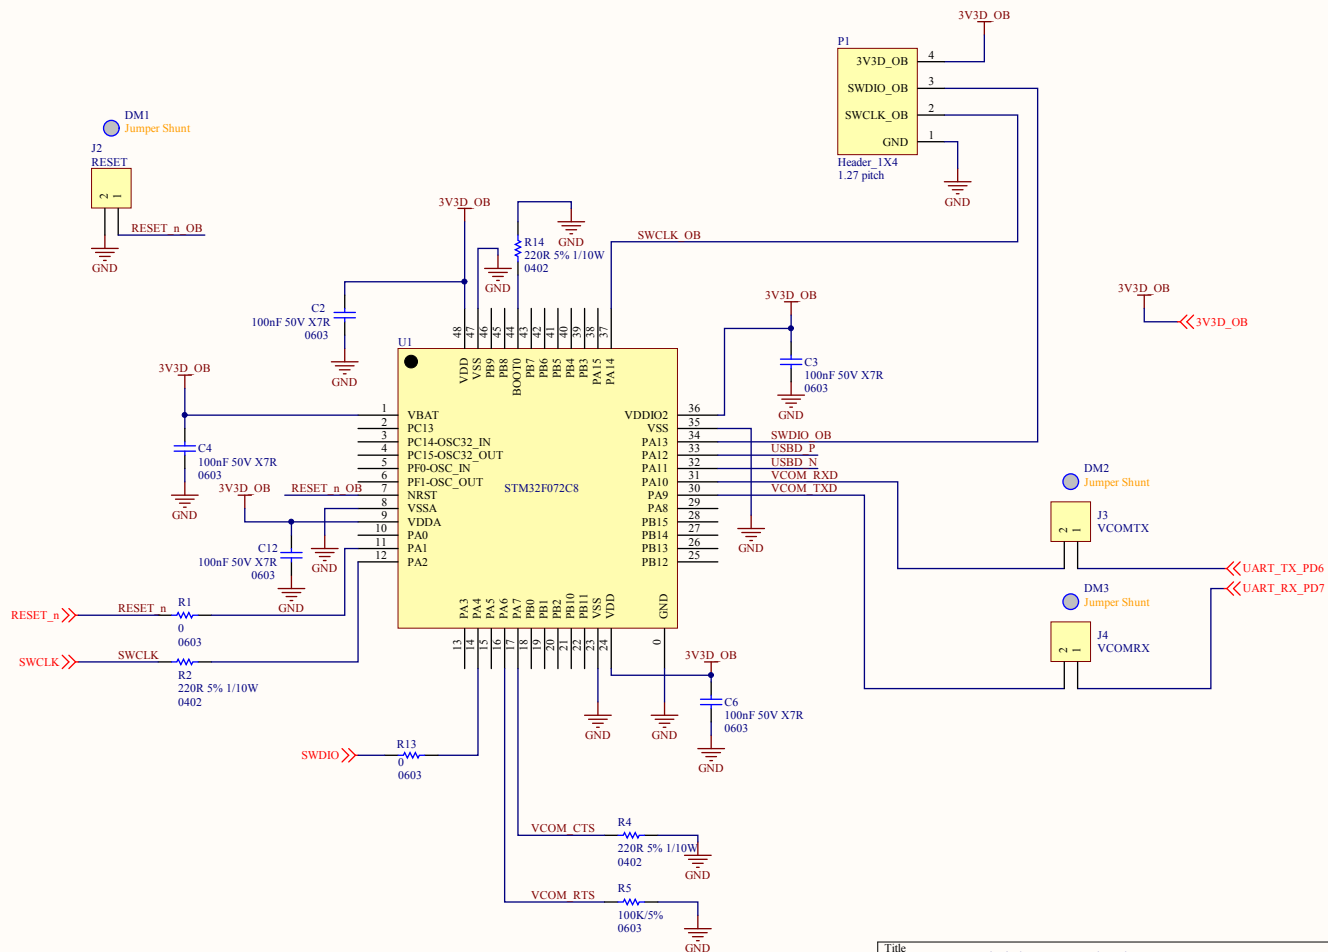 3V3D_OB
P1
3V3D_OB 4
SWDIO_OB 3
SWCLK_OB 2
GND 1
Header_1X4
1.27 pitch
GND
DM1
Jumper Shunt
J2
RESET
2 1
RESET_n_OB
GND
3V3D_OB
R14
220R 5% 1/10W
0402
GND
GND
SWCLK_OB
C2
100nF 50V X7R
0603
GND
3V3D_OB
C3
100nF 50V X7R
0603
GND
3V3D_OB
3V3D_OB
U1
48 47 46 45 44 43 42 41 40 39 38 37
VDD VSS PB9 PB8 BOOT0 PB7 PB6 PB5 PB4 PB3 PA15 PA14
3V3D_OB
C4
100nF 50V X7R
0603
GND
1 VBAT
2 PC13
3 PC14-OSC32_IN
4 PC15-OSC32_OUT
5 PF0-OSC_IN
6 PF1-OSC_OUT
7 NRST
8 VSSA
9 VDDA
10 PA0
11 PA1
12 PA2
STM32F072C8
VDDIO2 36
VSS 35
PA13 34
PA12 33
PA11 32
PA10 31
PA9 30
PA8 29
PB15 28
PB14 27
PB13 26
PB12 25
SWDIO_OB
USBD_P
USBD_N
VCOM_RXD
VCOM_TXD
GND
3V3D_OB
RESET_n_OB
C12
100nF 50V X7R
0603
GND
GND
DM2
Jumper Shunt
J3
VCOMTX
2 1
UART_TX_PD6
UART_RX_PD7
DM3
Jumper Shunt
J4
VCOMRX
2 1
RESET_n
RESET_n
R1
0
0603
SWCLK
SWCLK
R2
220R 5% 1/10W
0402
PA3 PA4 PA5 PA6 PA7 PB0 PB1 PB2 PB10 PB11 VSS VDD GND
13 14 15 16 17 18 19 20 21 22 23 24 0
3V3D_OB
C6
100nF 50V X7R
0603
GND
GND
GND
SWDIO
R13
0
0603
VCOM_CTS
R4
220R 5% 1/10W
0402
GND
VCOM_RTS
R5
100K/5%
0603
GND
Title